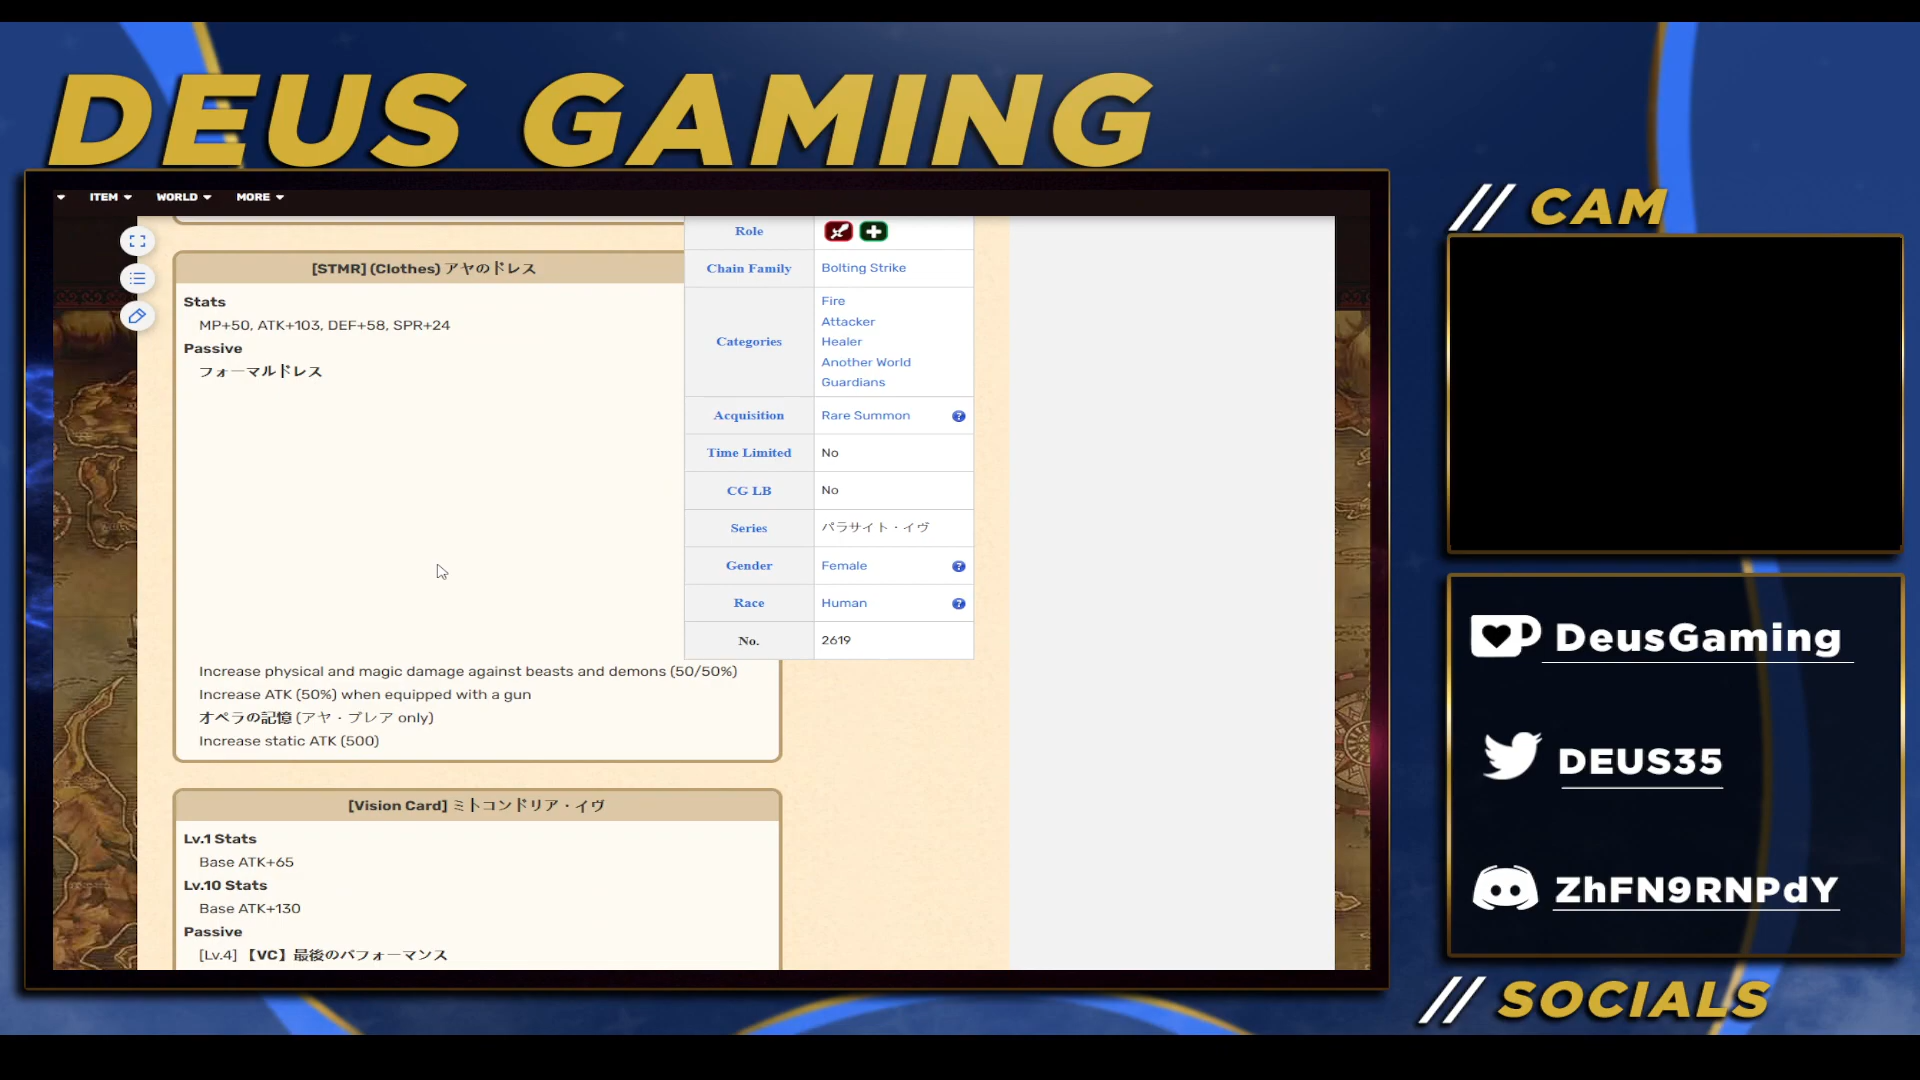 DEUS GAMING
ITEM
WORLD
MORE
[STMR] (Clothes) アヤのドレス
Stats
MP+50, ATK+103, DEF+58, SPR+24
Passive
フォーマルドレス
Increase physical and magic damage against beasts and demons (50/50%)
Increase ATK (50%) when equipped with a gun
オペラの記憶 (アヤ・ブレア only)
Increase static ATK (500)
[Vision Card] ミトコンドリア・イヴ
Lv.1 Stats
Base ATK+65
Lv.10 Stats
Base ATK+130
Passive
[Lv.4] 【VC】最後のパフォーマンス
Role
Chain Family
Bolting Strike
Categories
Fire
Attacker
Healer
Another World
Guardians
Acquisition
Rare Summon
?
Time Limited
No
CG LB
No
Series
パラサイト・イヴ
Gender
Female
?
Race
Human
?
No.
2619
// CAM
DeusGaming
DEUS35
ZhFN9RNPdY
// SOCIALS